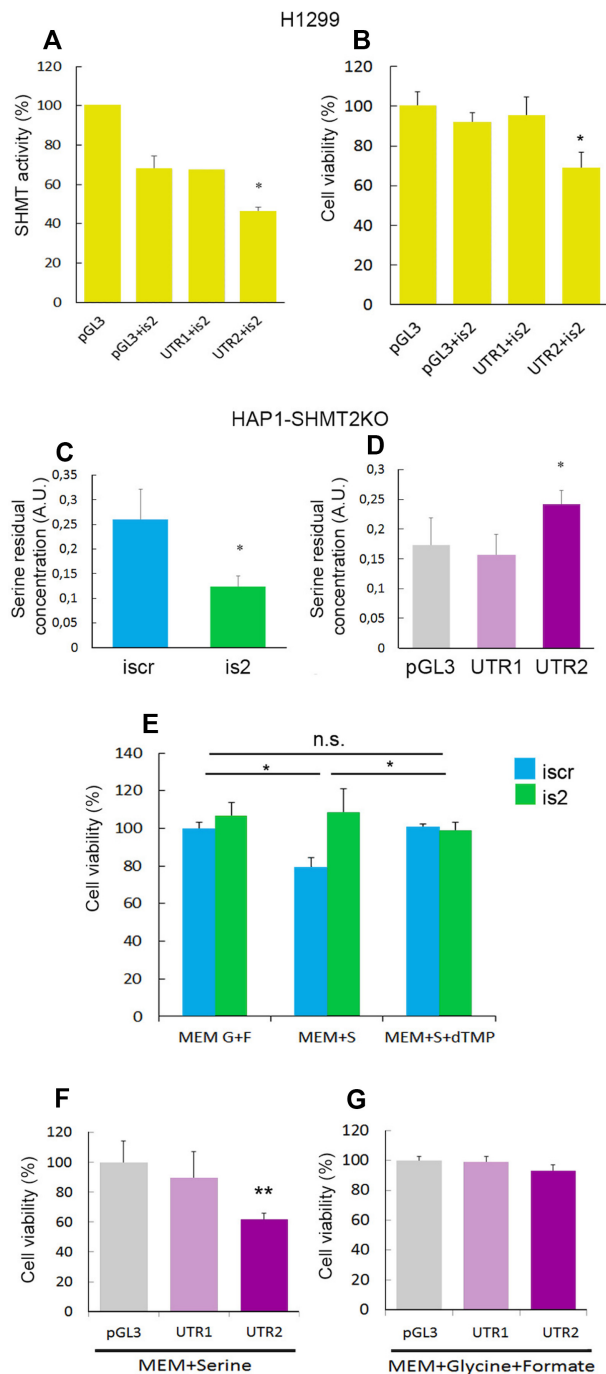 H1299
A
SHMT activity (%)
120
100
80
60
40
20
0
*
pGL3
pGL3+is2
UTR1+is2
UTR2+is2
B
Cell viability (%)
120
100
80
60
40
20
0
*
pGL3
pGL3+is2
UTR1+is2
UTR2+is2
HAP1-SHMT2KO
C
Serine residual
concentration (A.U.)
0,35
0,3
0,25
0,2
0,15
0,1
0,05
0
*
iscr
is2
D
Serine residual
concentration (A.U.)
0,3
0,25
0,2
0,15
0,1
0,05
0
*
pGL3
UTR1
UTR2
E
Cell viability (%)
140
120
100
80
60
40
20
0
n.s.
*
*
iscr
is2
MEM G+F
MEM+S
MEM+S+dTMP
F
Cell viability (%)
120
100
80
60
40
20
0
**
pGL3
UTR1
UTR2
MEM+Serine
G
Cell viability (%)
120
100
80
60
40
20
0
pGL3
UTR1
UTR2
MEM+Glycine+Formate